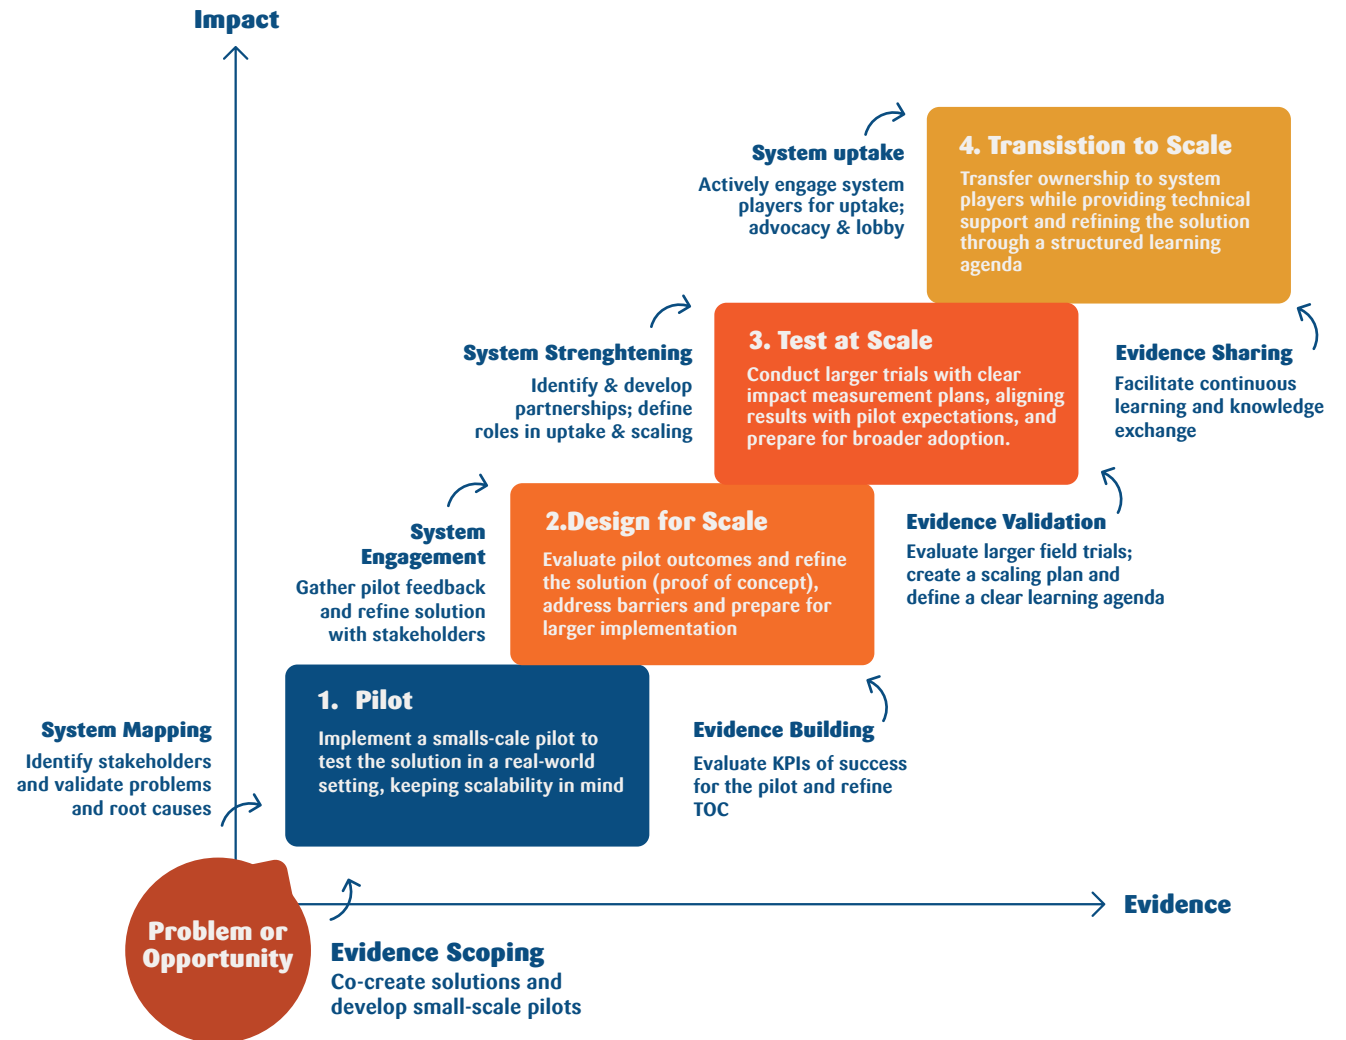 Impact
System uptake
Actively engage system
players for uptake;
advocacy & lobby
4. Transistion to Scale
Transfer ownership to system
players while providing technical
support and refining the solution
through a structured learning
agenda
System Strenghtening
Identify & develop
partnerships; define
roles in uptake & scaling
3. Test at Scale
Conduct larger trials with clear
impact measurement plans, aligning
results with pilot expectations, and
prepare for broader adoption.
Evidence Sharing
Facilitate continuous
learning and knowledge
exchange
System
Engagement
Gather pilot feedback
and refine solution
with stakeholders
2.Design for Scale
Evaluate pilot outcomes and refine
the solution (proof of concept),
address barriers and prepare for
larger implementation
Evidence Validation
Evaluate larger field trials;
create a scaling plan and
define a clear learning agenda
System Mapping
Identify stakeholders
and validate problems
and root causes
1. Pilot
Implement a smalls-cale pilot to
test the solution in a real-world
setting, keeping scalability in mind
Evidence Building
Evaluate KPIs of success
for the pilot and refine
TOC
Problem or
Opportunity
Evidence
Evidence Scoping
Co-create solutions and
develop small-scale pilots